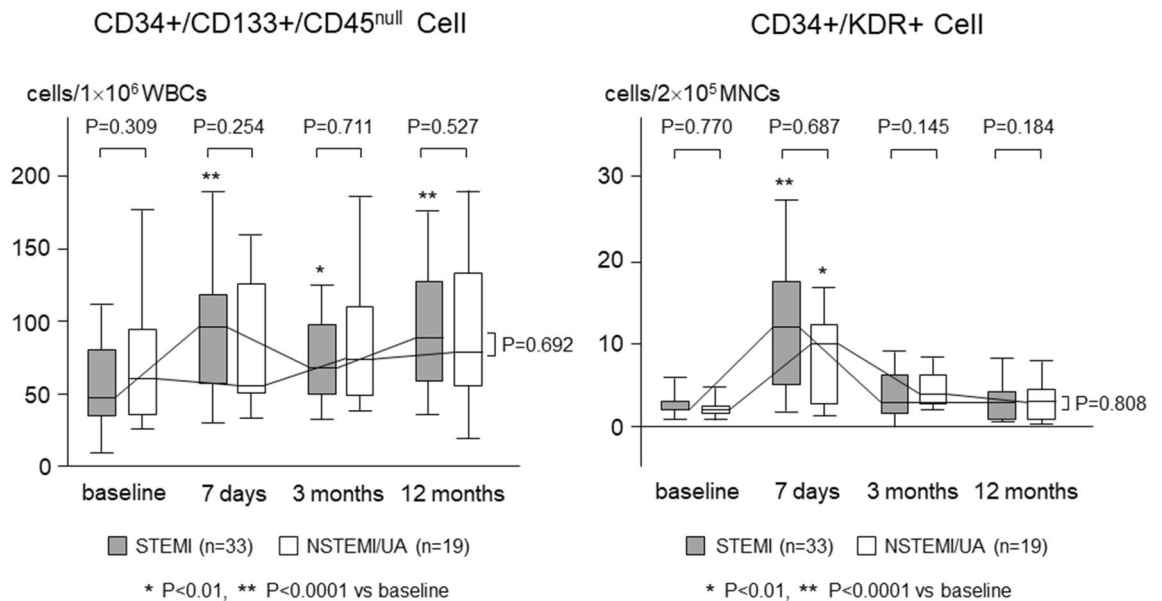 CD34+/CD133+/CD45null Cell
cells/1×10⁶ WBCs
P=0.309 P=0.254 P=0.711 P=0.527
200
150
100
50
0
** * **
P=0.692
baseline 7 days 3 months 12 months
STEMI (n=33) NSTEMI/UA (n=19)
* P<0.01, ** P<0.0001 vs baseline
CD34+/KDR+ Cell
cells/2×10⁵ MNCs
P=0.770 P=0.687 P=0.145 P=0.184
30
20
10
0
** *
P=0.808
baseline 7 days 3 months 12 months
STEMI (n=33) NSTEMI/UA (n=19)
* P<0.01, ** P<0.0001 vs baseline